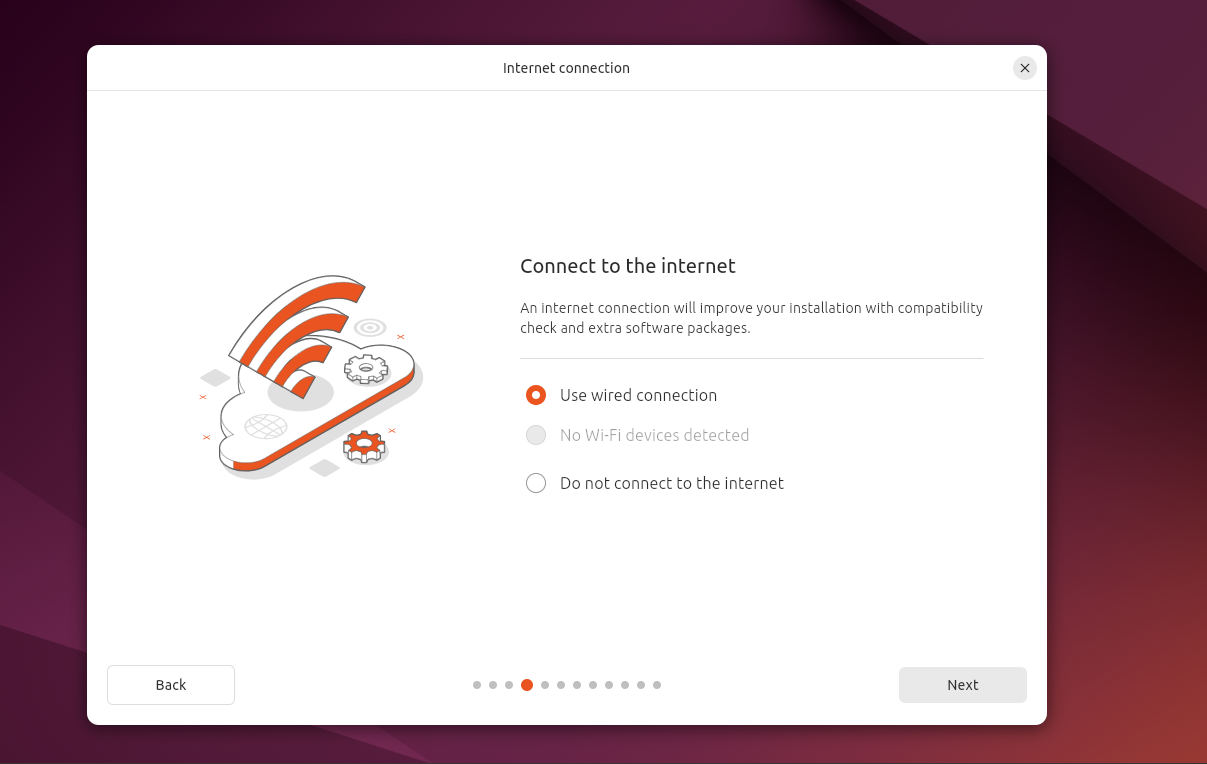 Internet connection
Connect to the internet
An internet connection will improve your installation with compatibility
check and extra software packages.
Use wired connection
No Wi-Fi devices detected
Do not connect to the internet
Back
Next